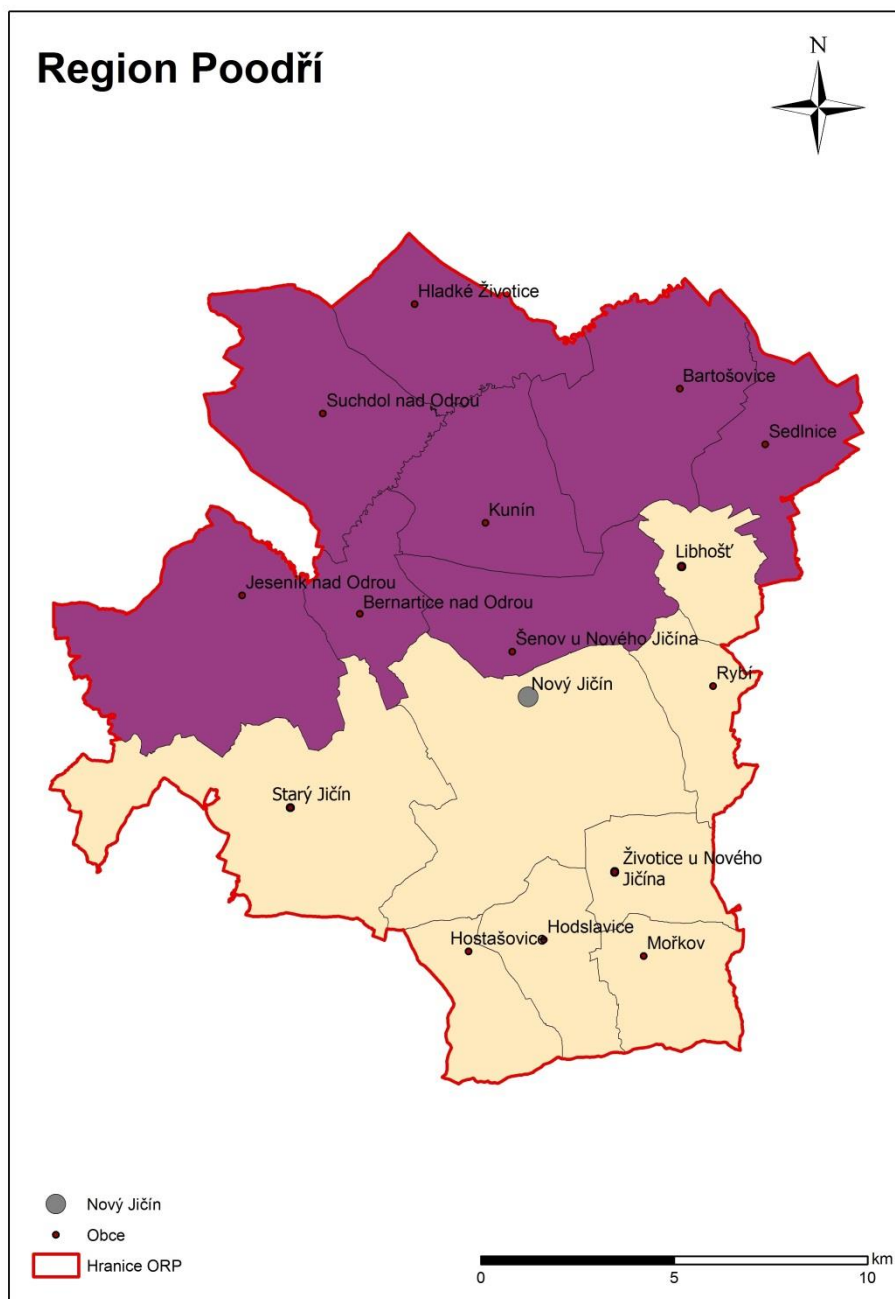 Region Poodří
N
Hladké Životice
Bartošovice
Suchdol nad Odrou
Sedlnice
Kunín
Libhošť
Jeseník nad Odrou
Bernartice nad Odrou
Šenov u Nového Jičína
Rybí
Nový Jičín
Starý Jičín
Životice u Nového
Jičína
Hodslavice
Hostašovice
Mořkov
Nový Jičín
Obce
Hranice ORP
km
0 5 10